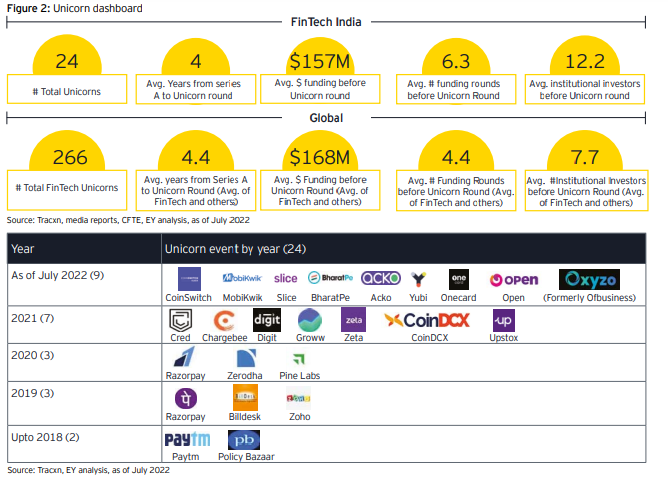 Figure 2: Unicorn dashboard
FinTech India
24
# Total Unicorns
4
Avg. Years from series
A to Unicorn round
$157M
Avg. $ funding before
Unicorn round
6.3
Avg. # funding rounds
before Unicorn Round
12.2
Avg. institutional investors
before Unicorn round
Global
266
# Total FinTech Unicorns
4.4
Avg. years from Series A
to Unicorn Round (Avg. of
FinTech and others)
$168M
Avg. $ Funding before
Unicorn Round (Avg. of
FinTech and others)
4.4
Avg. # Funding Rounds
before Unicorn Round (Avg.
of FinTech and others)
7.7
Avg. #Institutional Investors
before Unicorn Round (Avg.
of FinTech and others)
Source: Tracxn, media reports, CFTE, EY analysis, as of July 2022
Year
Unicorn event by year (24)
As of July 2022 (9)
MobiKwik slice BharatPe acko one open Oxyzo
CoinSwitch MobiKwik Slice BharatPe Acko Yubi Onecard Open (Formerly Ofbusiness)
2021 (7)
digit zeta CoinDCX up
Cred Chargebee Digit Groww Zeta CoinDCX Upstox
2020 (3)
Razorpay Zerodha Pine Labs
2019 (3)
पे BillDesk
Razorpay Billdesk Zoho
Upto 2018 (2)
paytm pb
Paytm Policy Bazaar
Source: Tracxn, EY analysis, as of July 2022